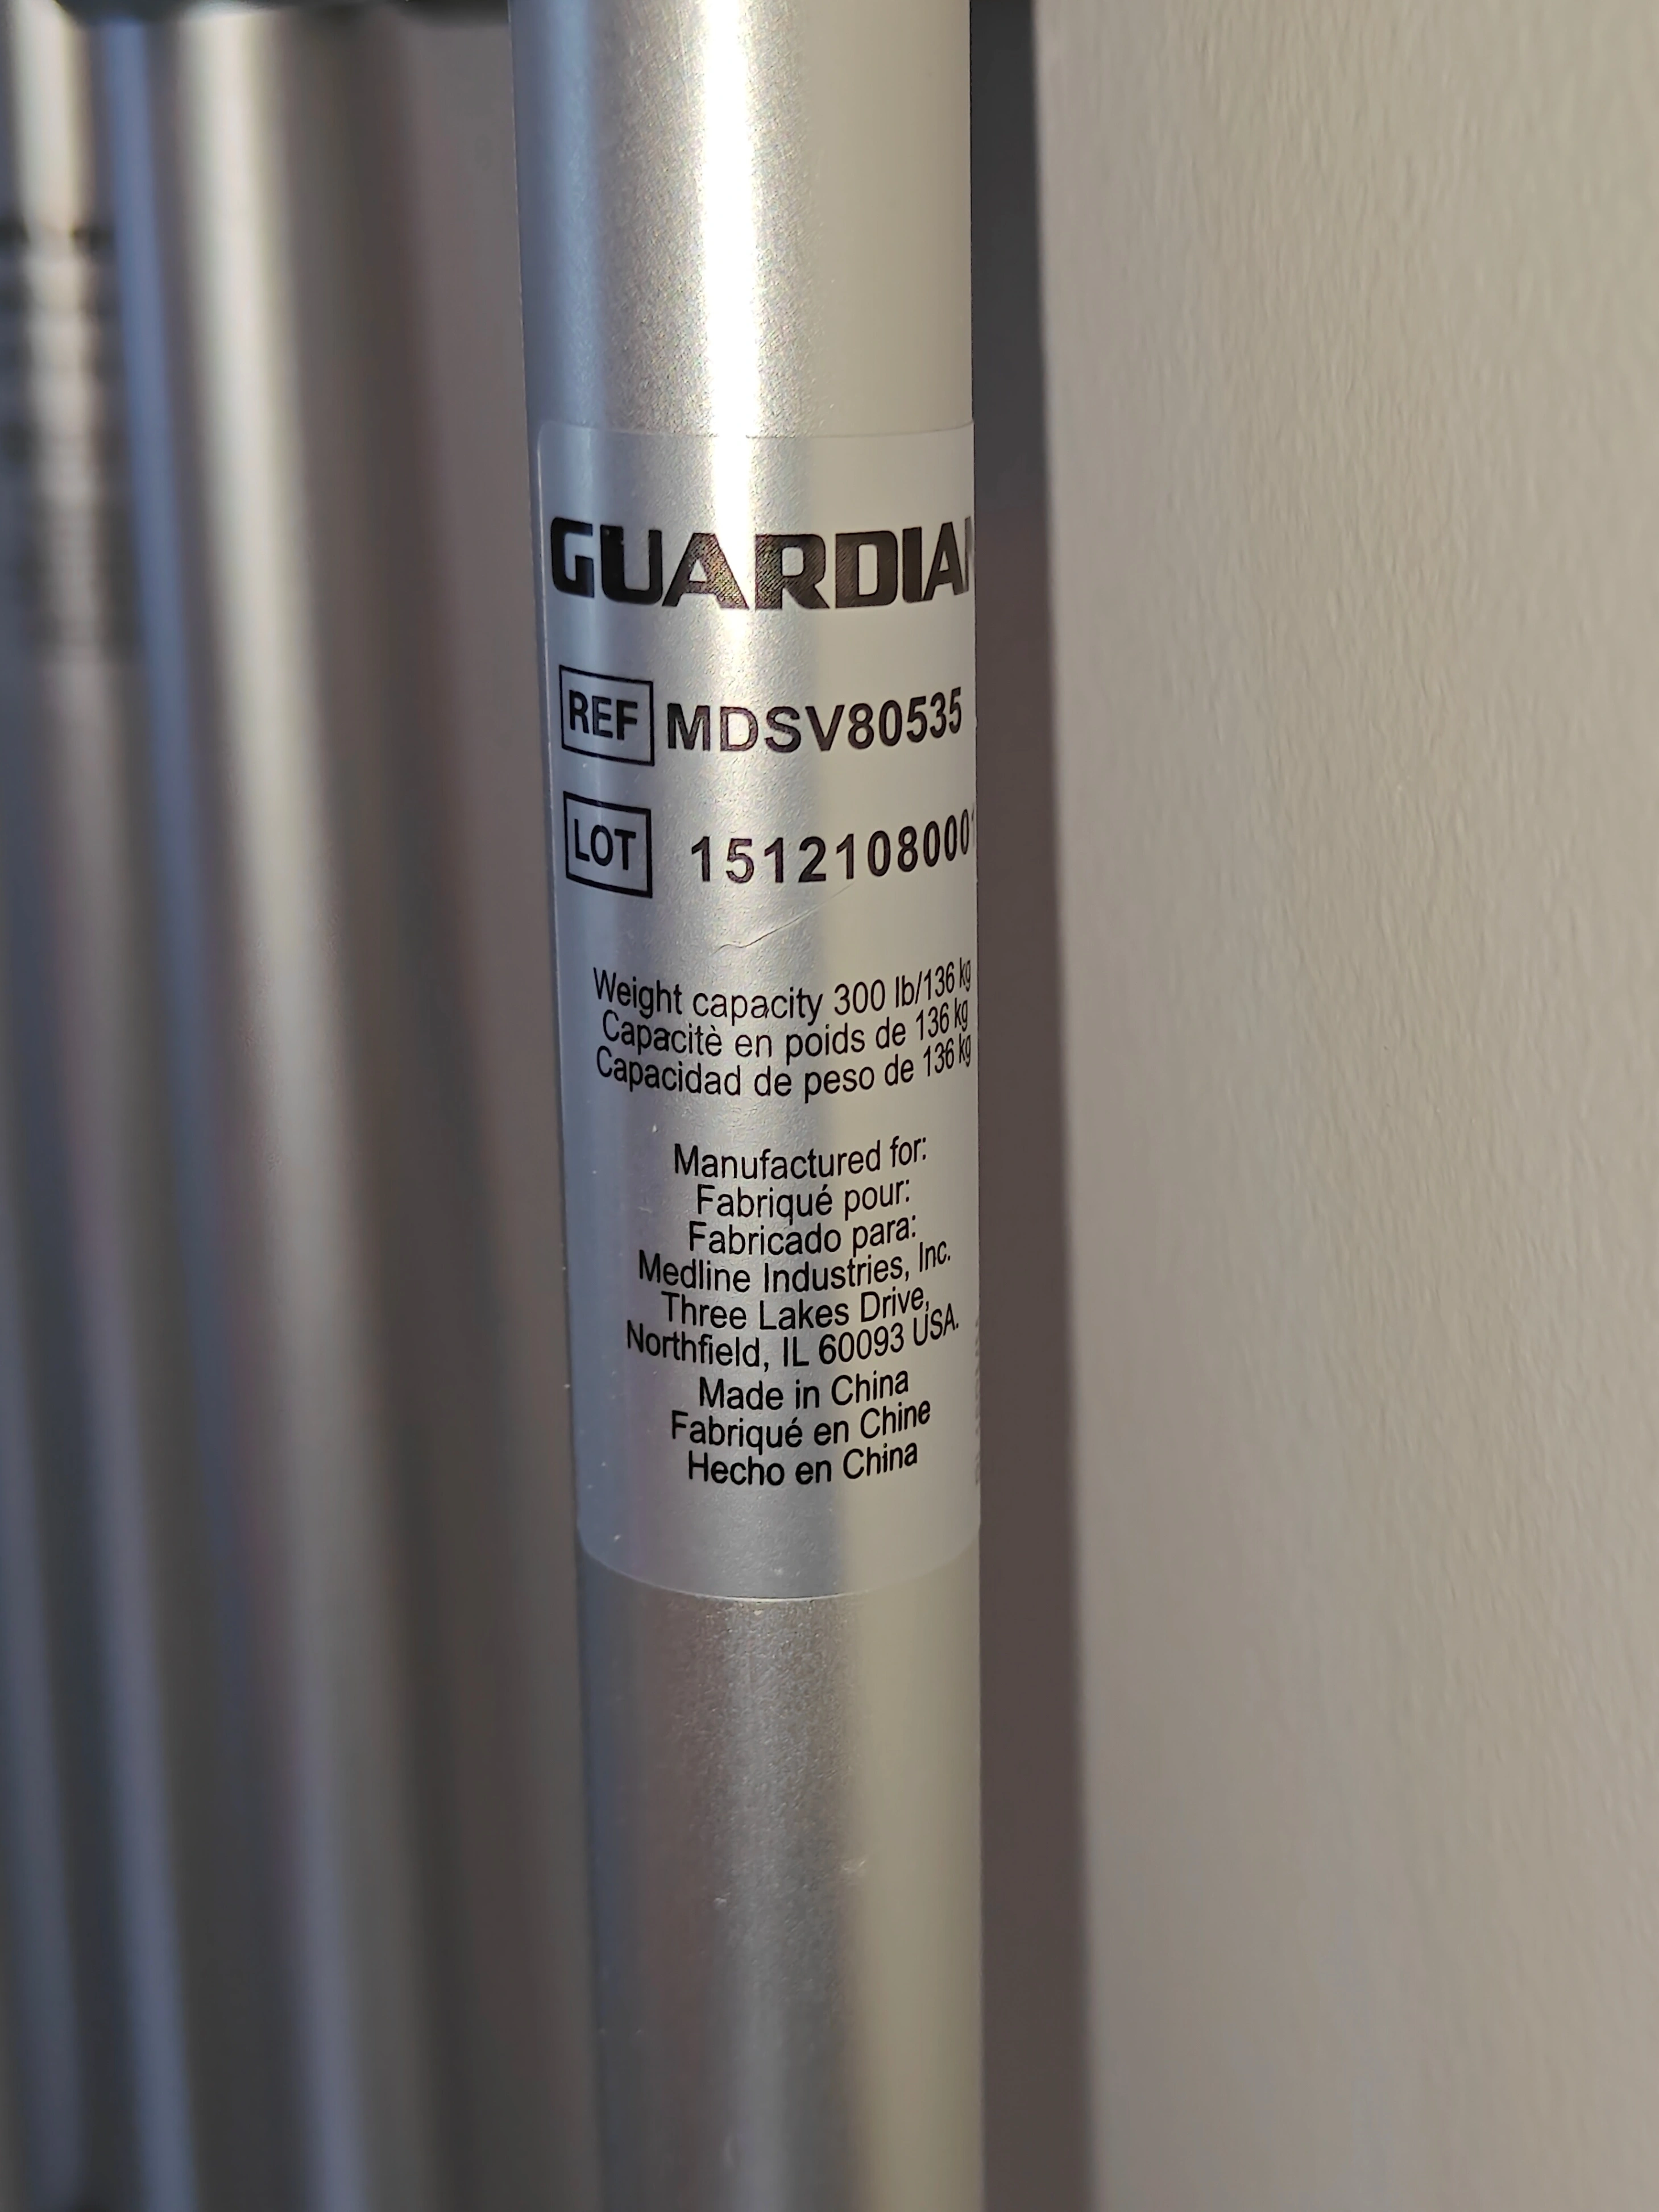 GUARDIAN
REF MDSV80535
LOT 15121080001
Weight capacity 300 lb/136 kg
Capacitè en poids de 136 kg
Capacidad de peso de 136 kg
Manufactured for:
Fabriqué pour:
Fabricado para:
Medline Industries, Inc.
Three Lakes Drive,
Northfield, IL 60093 USA.
Made in China
Fabriqué en Chine
Hecho en China